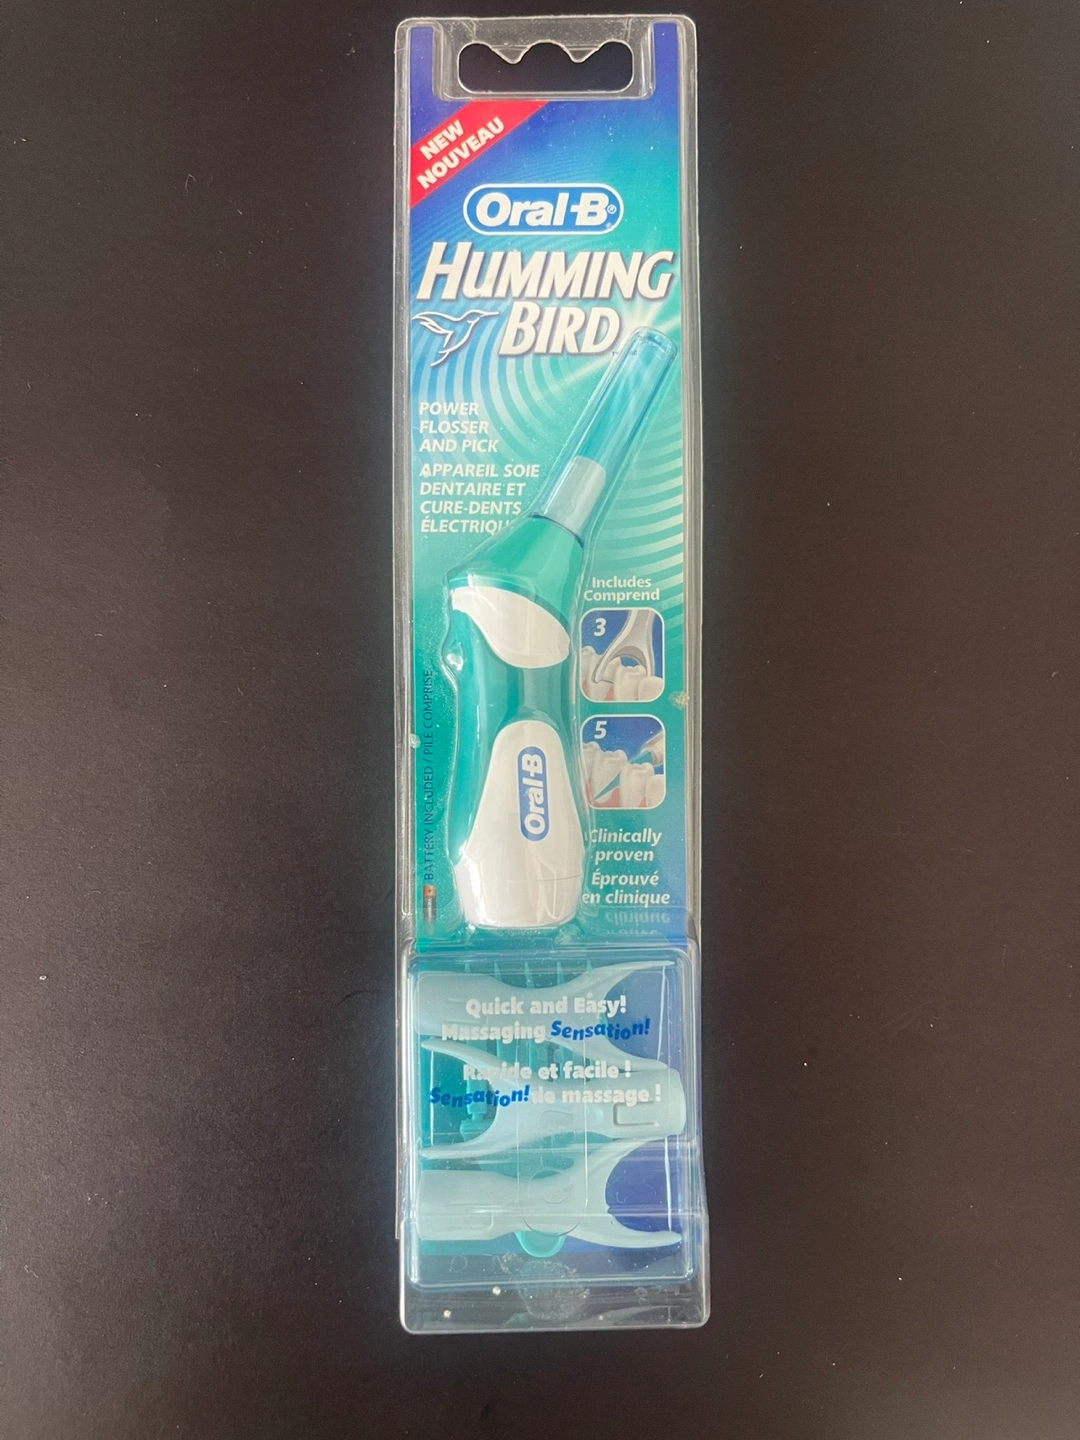 NEW
NOUVEAU
Oral-B®
HUMMING
BIRD
POWER
FLOSSER
AND PICK
APPAREIL SOIE
DENTAIRE ET
CURE-DENTS
ÉLECTRIQU
Includes
Comprend
3
5
Oral-B
BATTERY INCLUDED / PILE COMPRISE
Clinically
proven
Éprouvé
en clinique
Quick and Easy!
Massaging Sensation!
Rapide et facile !
Sensation! de massage !